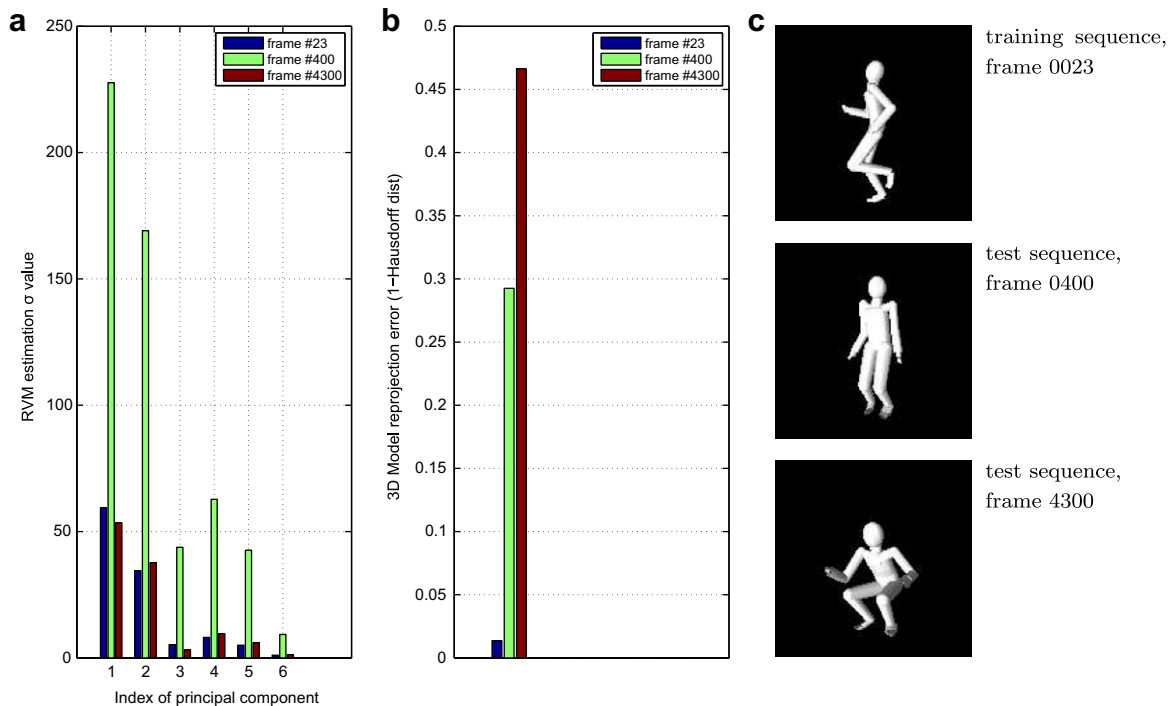 a
250
200
150
100
50
0
RVM estimation σ value
frame #23
frame #400
frame #4300
1 2 3 4 5 6
Index of principal component
b
0.5
0.45
0.4
0.35
0.3
0.25
0.2
0.15
0.1
0.05
0
3D Model reprojection error (1−Hausdorff dist)
frame #23
frame #400
frame #4300
c
training sequence,
frame 0023
test sequence,
frame 0400
test sequence,
frame 4300